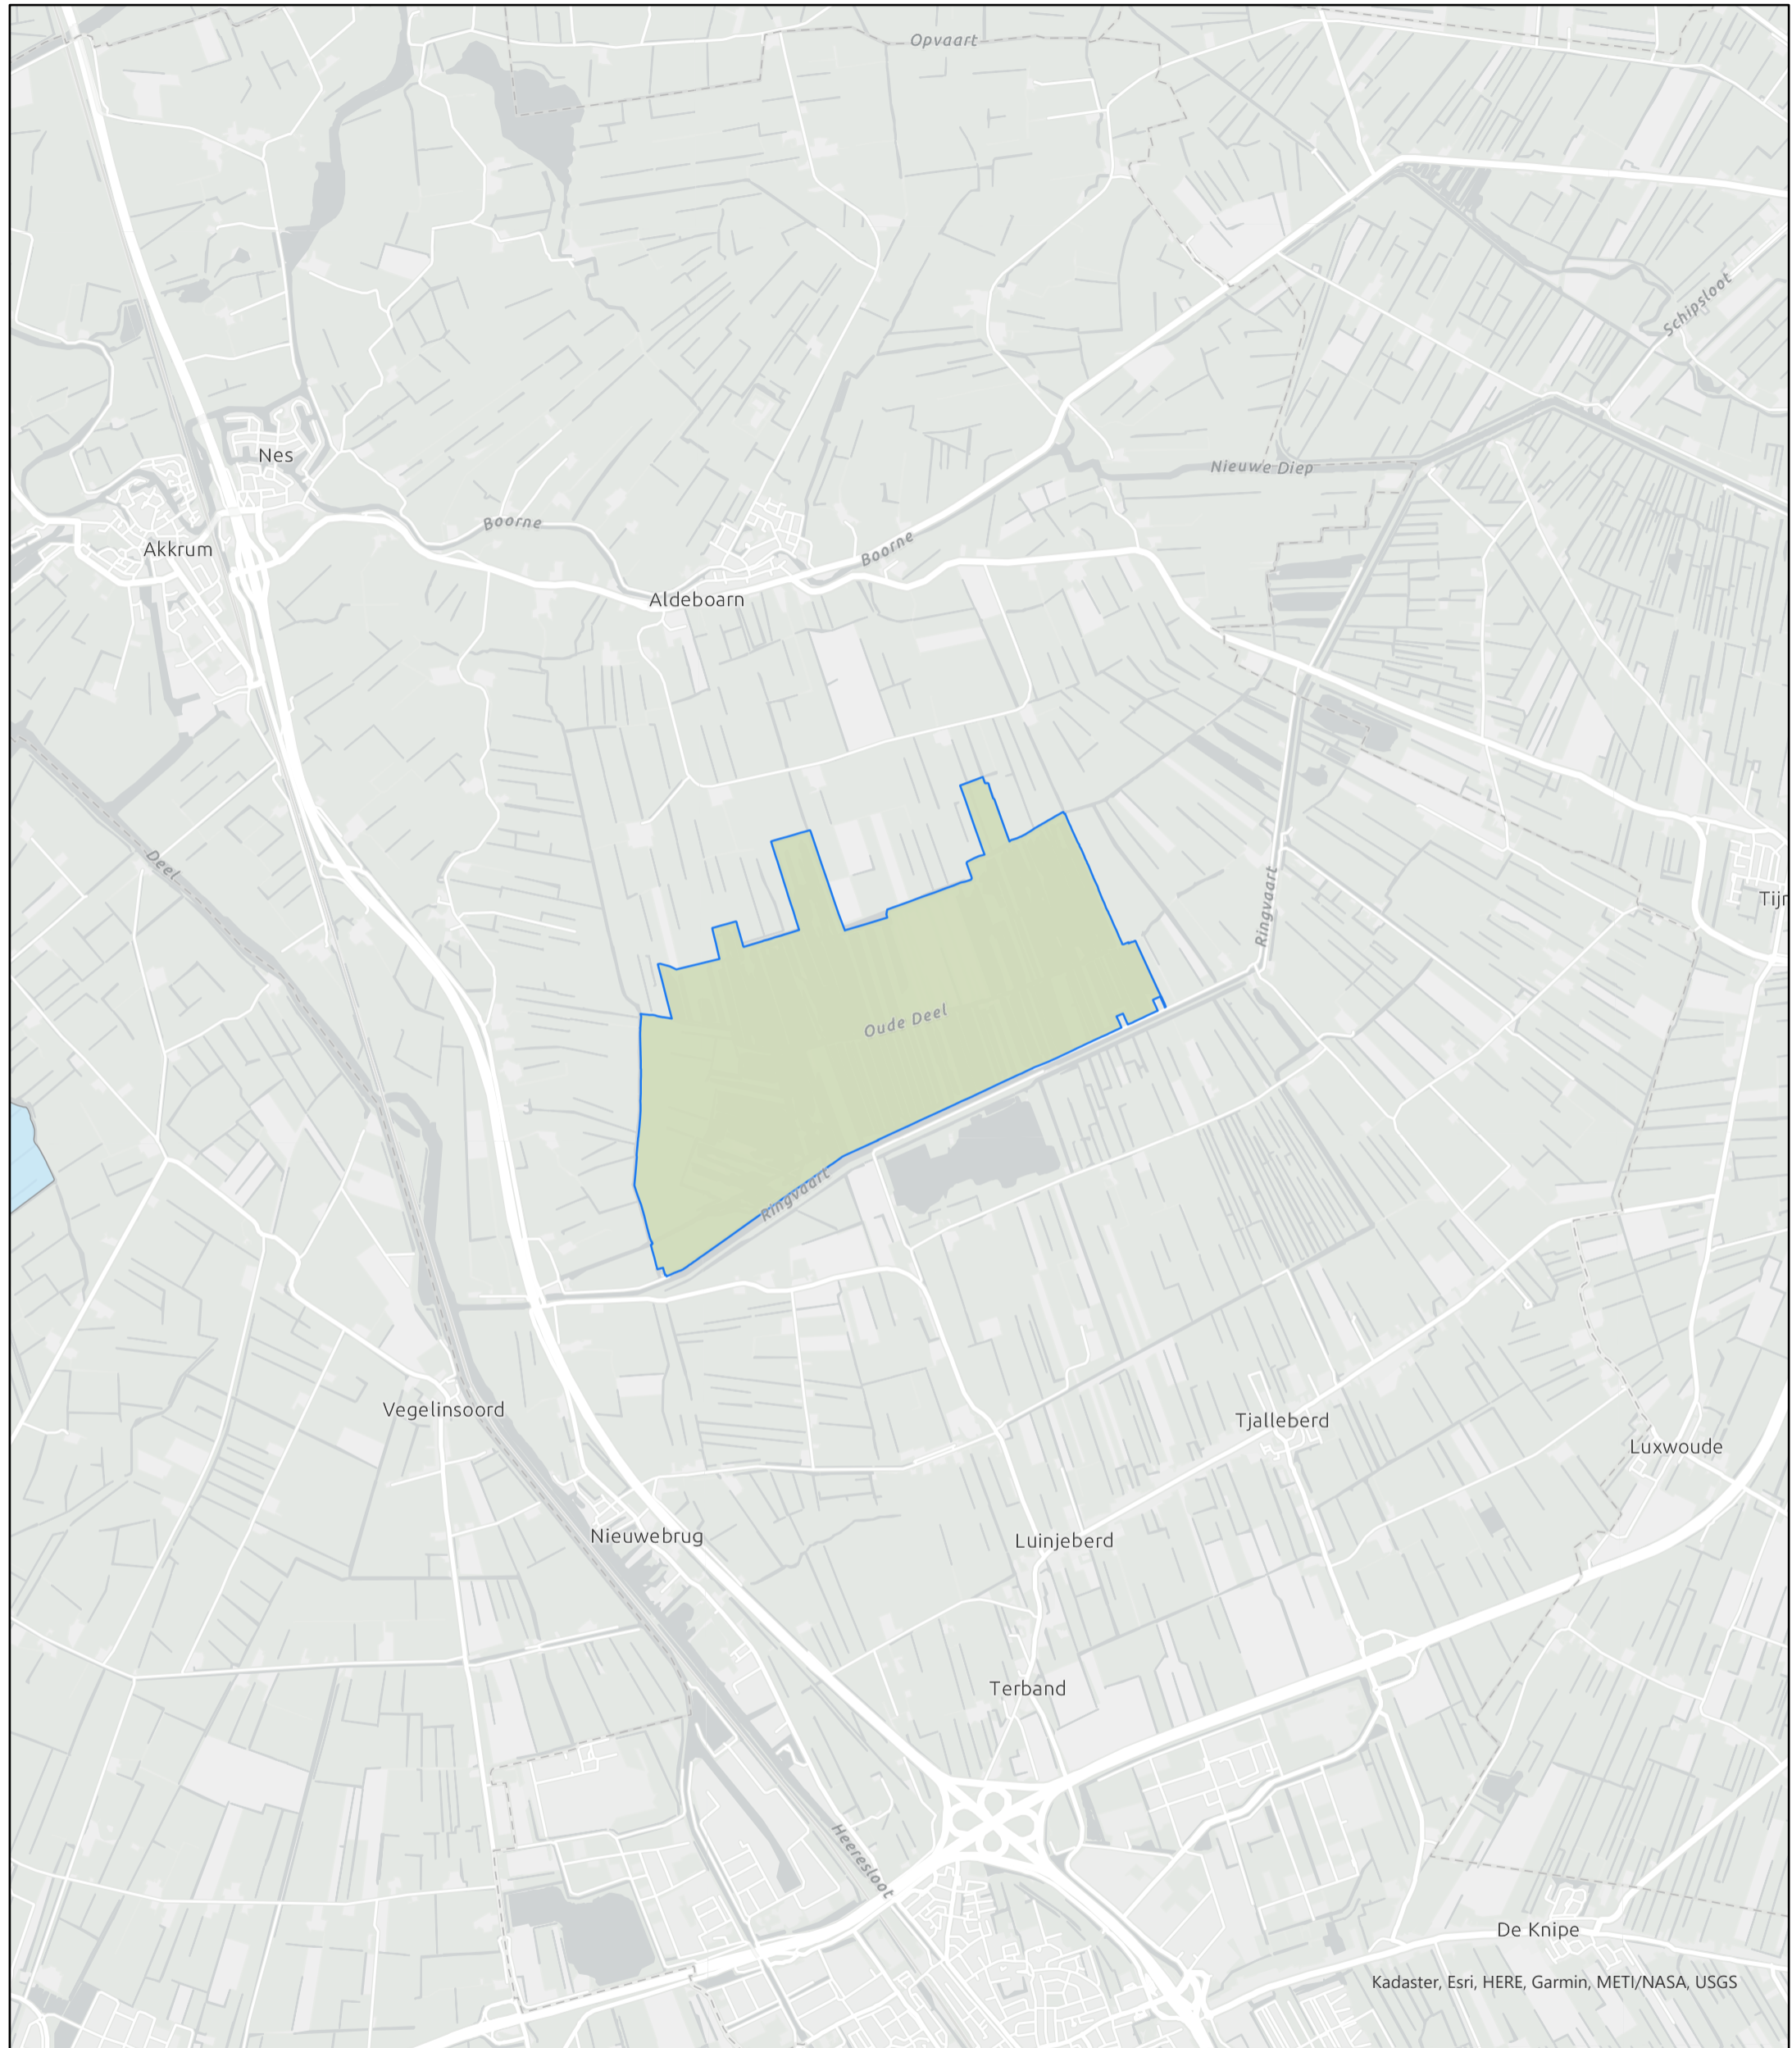 Opvaart
Schipsloot
Nes
Nieuwe Diep
Boorne
Akkrum
Boorne
Aldeboarn
Deel
Ringvaart
Tijn
Oude Deel
Ringvaart
Vegelinsoord
Tjalleberd
Luxwoude
Nieuwebrug
Luinjeberd
Terband
Heeresloot
De Knipe
Kadaster, Esri, HERE, Garmin, METI/NASA, USGS